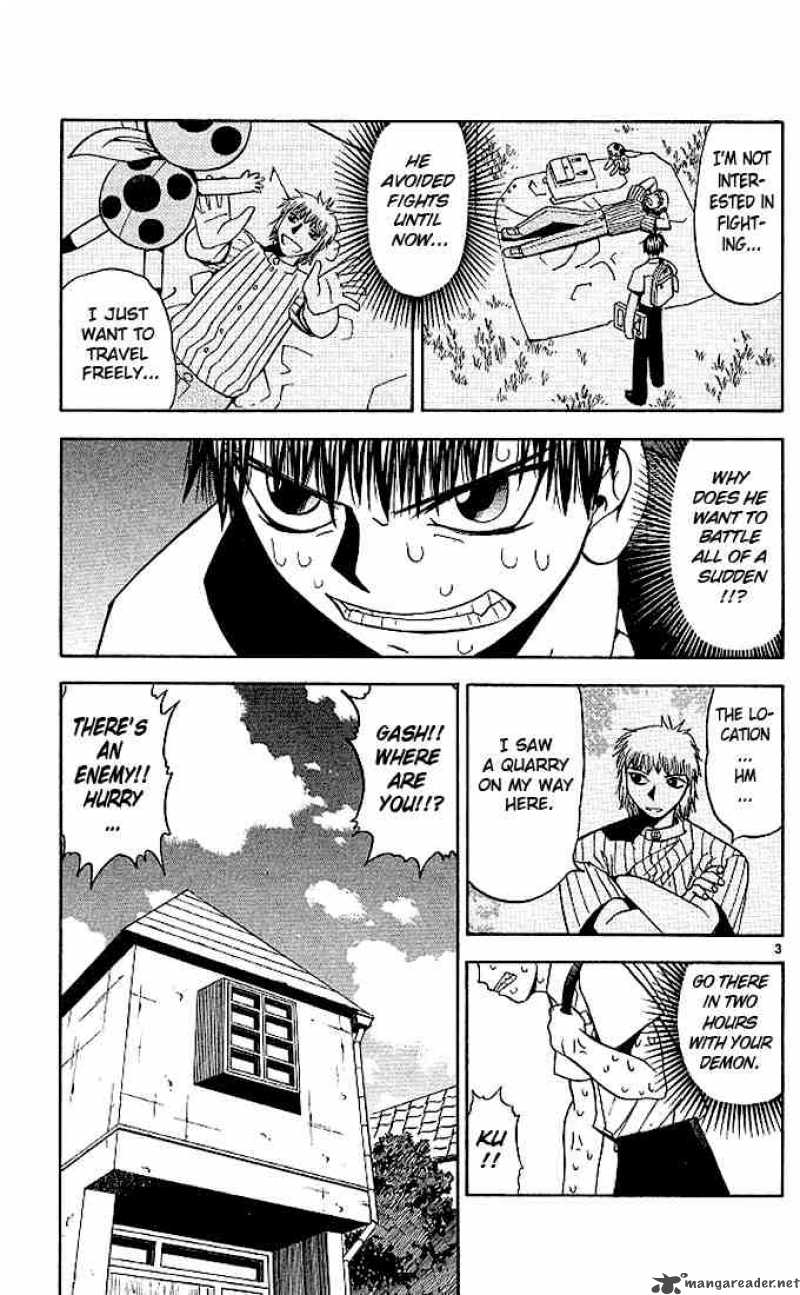 I'M NOT
INTER-
ESTED IN
FIGHT-
ING...
HE
AVOIDED
FIGHTS
UNTIL
NOW...
I JUST
WANT TO
TRAVEL
FREELY...
WHY
DOES HE
WANT TO
BATTLE
ALL OF A
SUDDEN
!!?
THE LO-
CATION
...
HM
...
I SAW
A QUARRY
ON MY WAY
HERE.
3
GO THERE
IN TWO
HOURS
WITH YOUR
DEMON.
KU
!!
GASH!!
WHERE
ARE
YOU!!?
THERE'S
AN
ENEMY!!
HURRY
...
mangareader.net